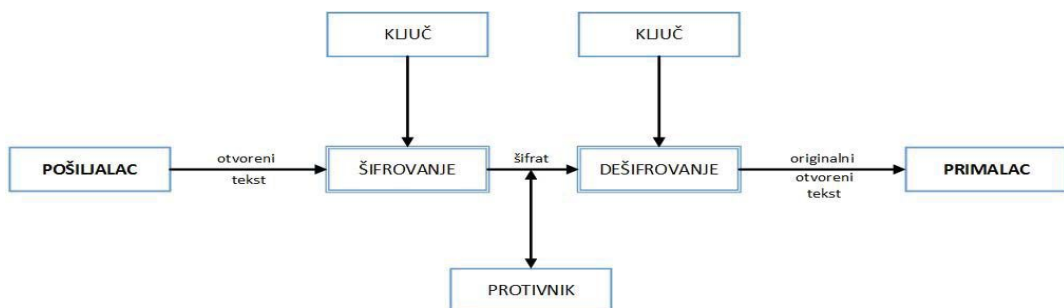 KLJUČ
KLJUČ
POŠILJALAC
otvoreni
tekst
ŠIFROVANJE
šifrat
DEŠIFROVANJE
originalni
otvoreni
tekst
PRIMALAC
PROTIVNIK